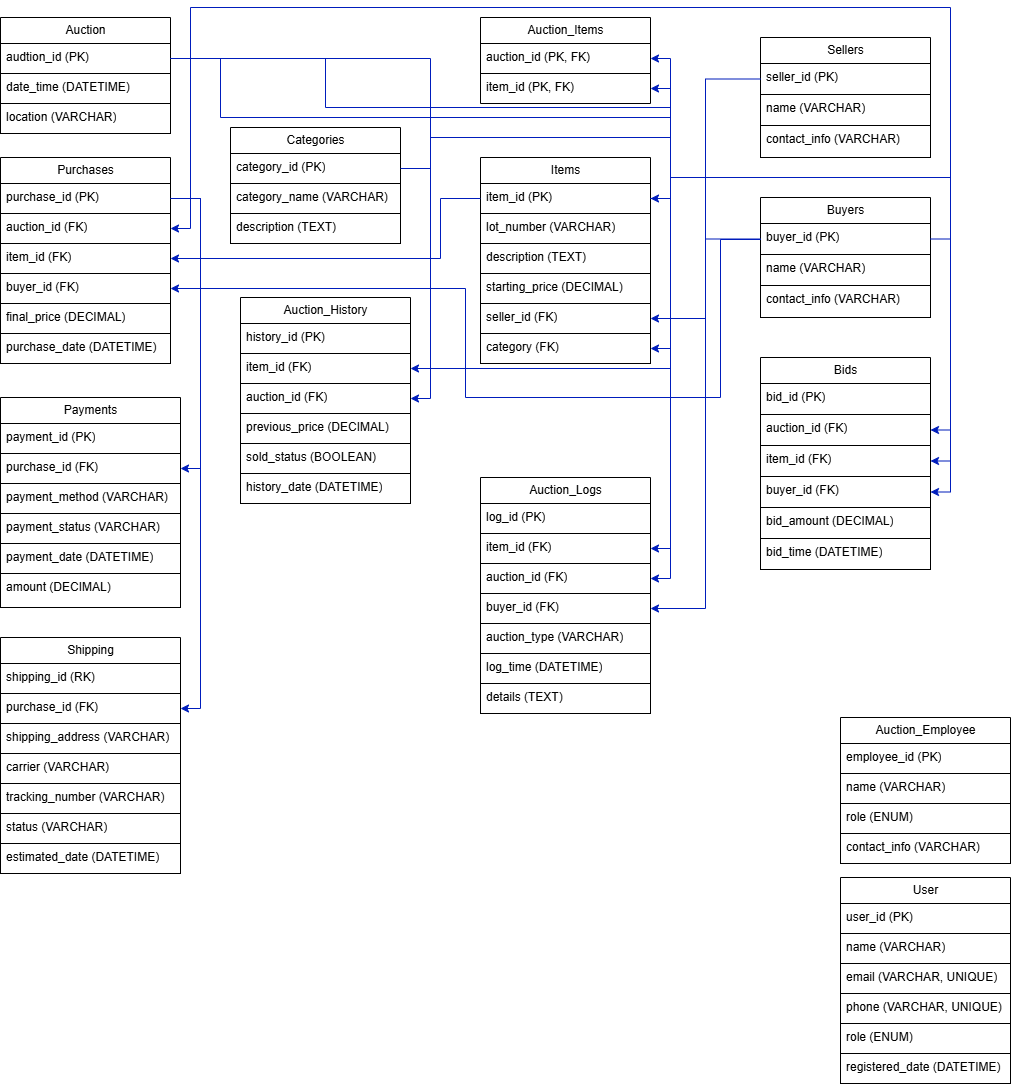 Auction
audtion_id (PK)
date_time (DATETIME)
location (VARCHAR)
Purchases
purchase_id (PK)
auction_id (FK)
item_id (FK)
buyer_id (FK)
final_price (DECIMAL)
purchase_date (DATETIME)
Payments
payment_id (PK)
purchase_id (FK)
payment_method (VARCHAR)
payment_status (VARCHAR)
payment_date (DATETIME)
amount (DECIMAL)
Shipping
shipping_id (RK)
purchase_id (FK)
shipping_address (VARCHAR)
carrier (VARCHAR)
tracking_number (VARCHAR)
status (VARCHAR)
estimated_date (DATETIME)
Categories
category_id (PK)
category_name (VARCHAR)
description (TEXT)
Auction_History
history_id (PK)
item_id (FK)
auction_id (FK)
previous_price (DECIMAL)
sold_status (BOOLEAN)
history_date (DATETIME)
Auction_Items
auction_id (PK, FK)
item_id (PK, FK)
Items
item_id (PK)
lot_number (VARCHAR)
description (TEXT)
starting_price (DECIMAL)
seller_id (FK)
category (FK)
Auction_Logs
log_id (PK)
item_id (FK)
auction_id (FK)
buyer_id (FK)
auction_type (VARCHAR)
log_time (DATETIME)
details (TEXT)
Sellers
seller_id (PK)
name (VARCHAR)
contact_info (VARCHAR)
Buyers
buyer_id (PK)
name (VARCHAR)
contact_info (VARCHAR)
Bids
bid_id (PK)
auction_id (FK)
item_id (FK)
buyer_id (FK)
bid_amount (DECIMAL)
bid_time (DATETIME)
Auction_Employee
employee_id (PK)
name (VARCHAR)
role (ENUM)
contact_info (VARCHAR)
User
user_id (PK)
name (VARCHAR)
email (VARCHAR, UNIQUE)
phone (VARCHAR, UNIQUE)
role (ENUM)
registered_date (DATETIME)